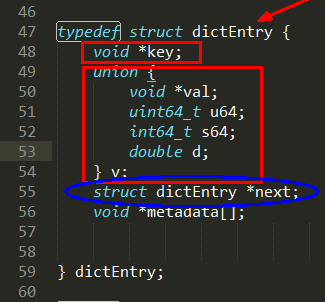 46
47 typedef struct dictEntry {
48 void *key;
49 union {
50 void *val;
51 uint64_t u64;
52 int64_t s64;
53 double d;
54 } v;
55 struct dictEntry *next;
56 void *metadata[];
57
58
59 } dictEntry;
60